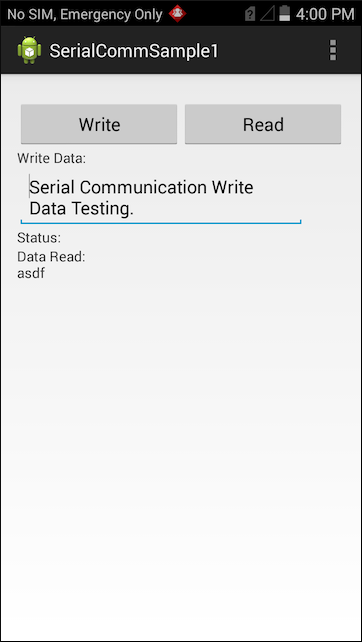 No SIM, Emergency Only 4:00 PM
SerialCommSample1
Write Read
Write Data:
Serial Communication Write
Data Testing.
Status:
Data Read:
asdf